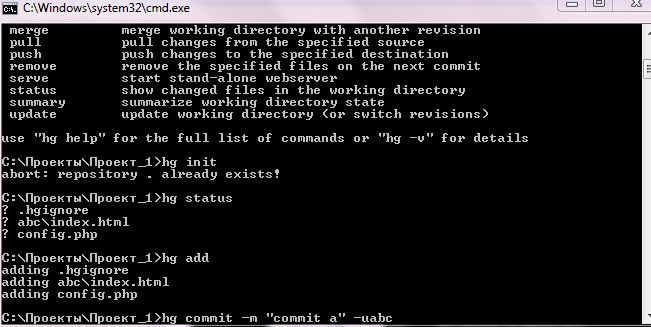 C:\Windows\system32\cmd.exe
merge merge working directory with another revision
pull pull changes from the specified source
push push changes to the specified destination
remove remove the specified files on the next commit
serve start stand-alone webserver
status show changed files in the working directory
summary summarize working directory state
update update working directory (or switch revisions)
use "hg help" for the full list of commands or "hg -v" for details
C:\Проекты\Проект_1>hg init
abort: repository . already exists!
C:\Проекты\Проект_1>hg status
? .hgignore
? abc\index.html
? config.php
C:\Проекты\Проект_1>hg add
adding .hgignore
adding abc\index.html
adding config.php
C:\Проекты\Проект_1>hg commit -m "commit a" -uabc